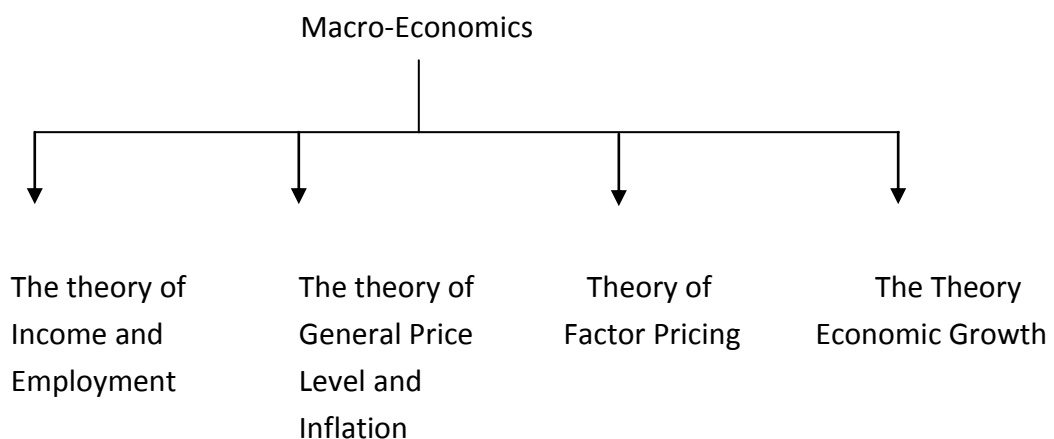 Macro-Economics
The theory of
Income and
Employment
The theory of
General Price
Level and
Inflation
Theory of
Factor Pricing
The Theory
Economic Growth